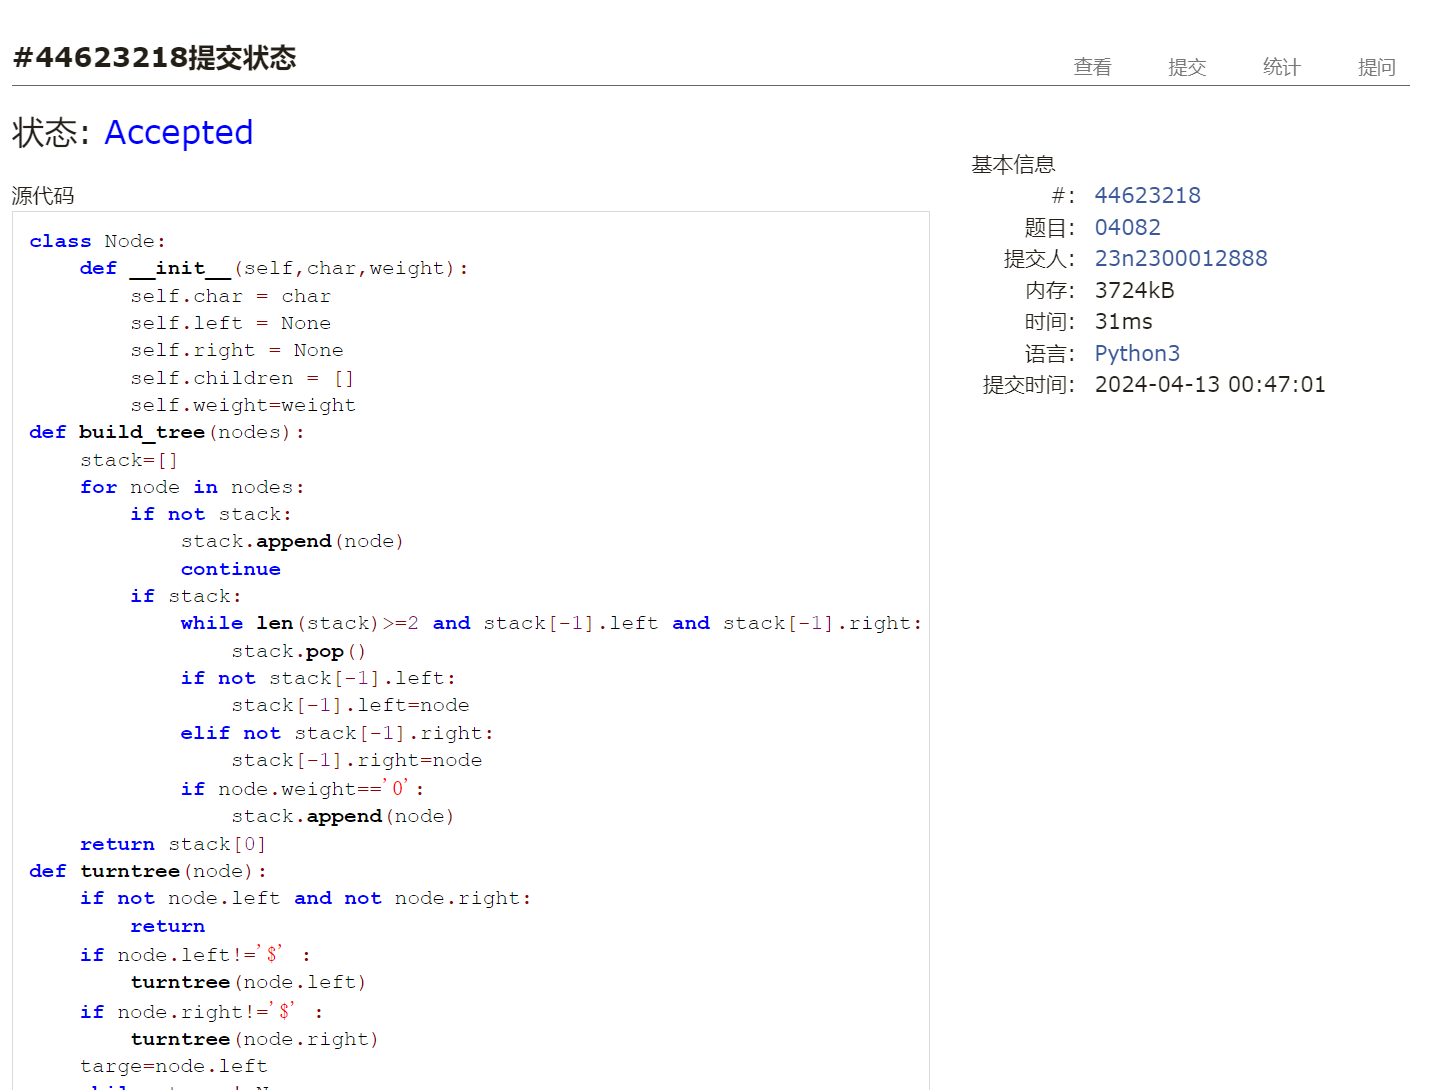 #44623218提交状态
查看 提交 统计 提问
状态: Accepted
基本信息
#: 44623218
题目: 04082
提交人: 23n2300012888
内存: 3724kB
时间: 31ms
语言: Python3
提交时间: 2024-04-13 00:47:01
源代码
class Node:
    def __init__(self,char,weight):
        self.char = char
        self.left = None
        self.right = None
        self.children = []
        self.weight=weight
def build_tree(nodes):
    stack=[]
    for node in nodes:
        if not stack:
            stack.append(node)
            continue
        if stack:
            while len(stack)>=2 and stack[-1].left and stack[-1].right:
                stack.pop()
            if not stack[-1].left:
                stack[-1].left=node
            elif not stack[-1].right:
                stack[-1].right=node
            if node.weight=='0':
                stack.append(node)
    return stack[0]
def turntree(node):
    if not node.left and not node.right:
        return
    if node.left!='$' :
        turntree(node.left)
    if node.right!='$' :
        turntree(node.right)
    targe=node.left